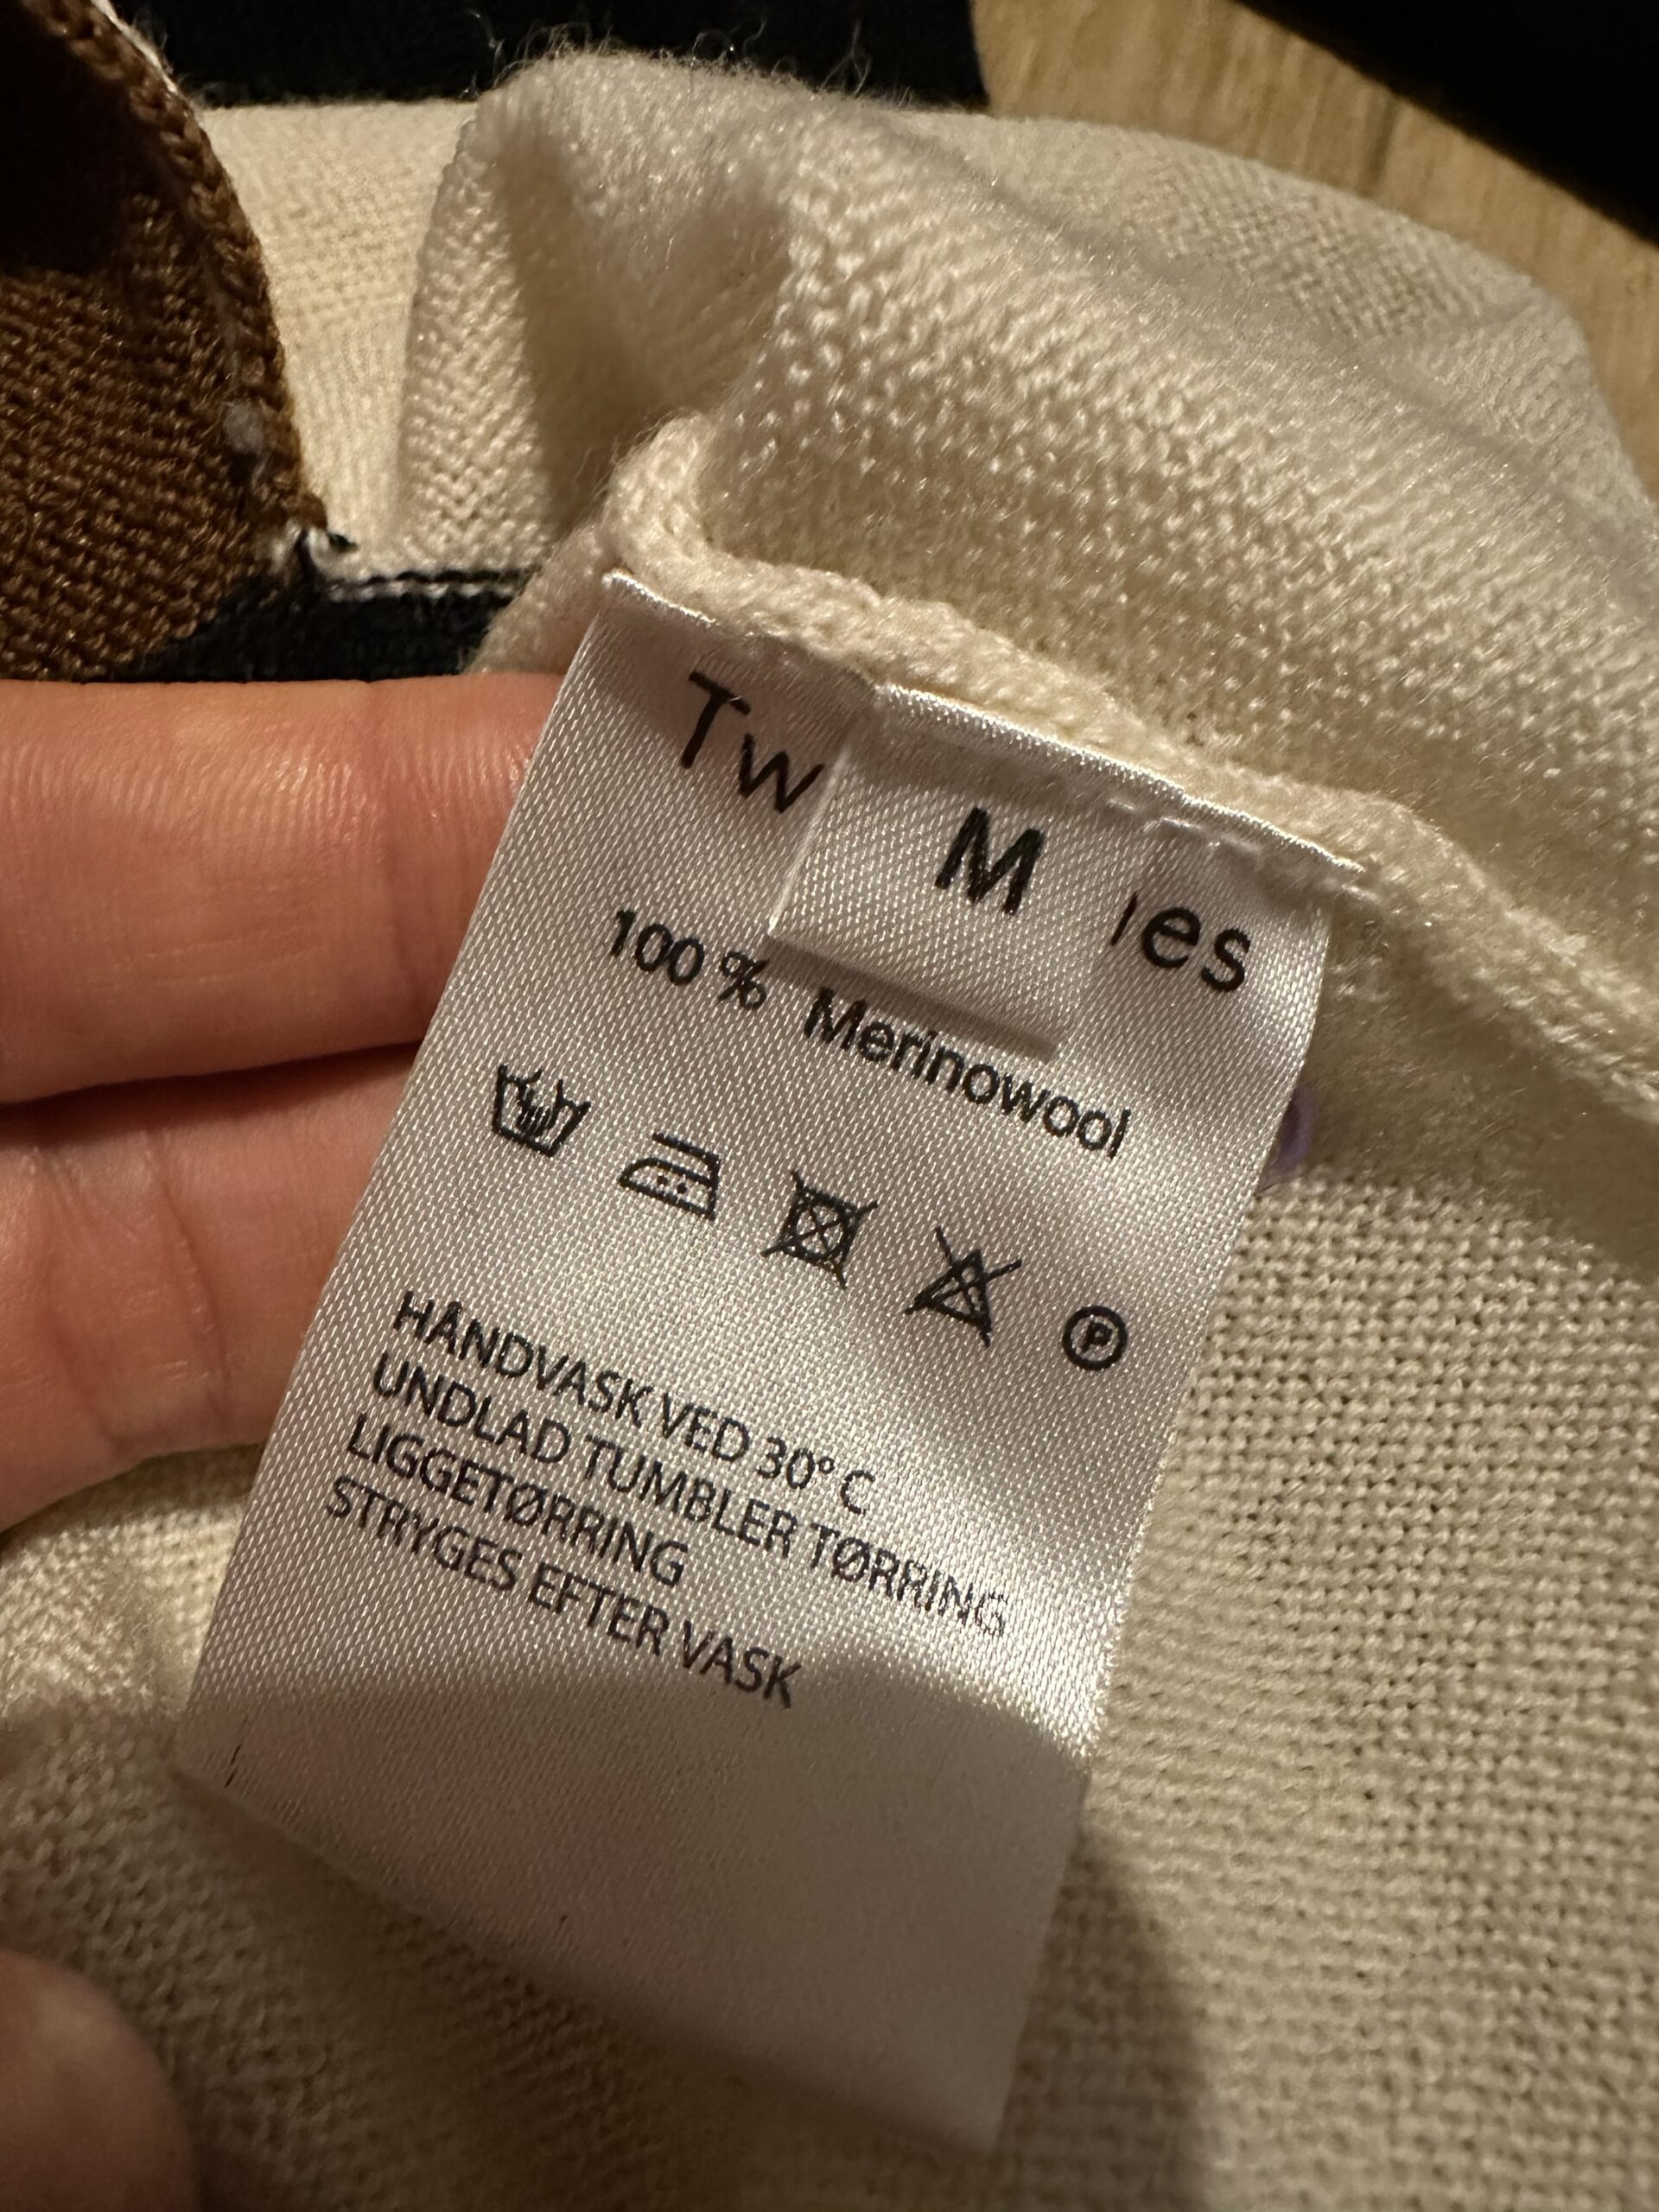 Tw
M
es
100 % Merinowool
P
HÅNDVASK VED 30° C
UNDLAD TUMBLER TØRRING
LIGGETØRRING
STRYGES EFTER VASK